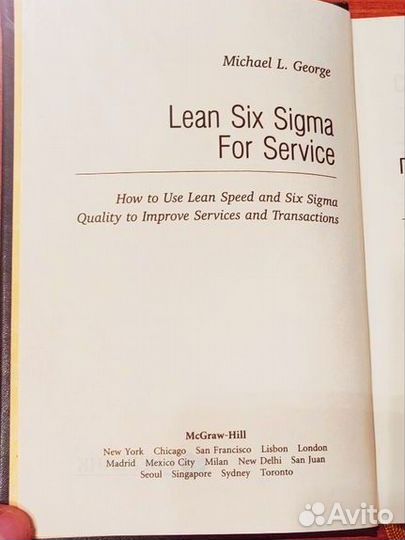 Michael L. George
Lean Six Sigma
For Service
How to Use Lean Speed and Six Sigma
Quality to Improve Services and Transactions
McGraw-Hill
New York Chicago San Francisco Lisbon London
Madrid Mexico City Milan New Delhi San Juan
Seoul Singapore Sydney Toronto
Avito